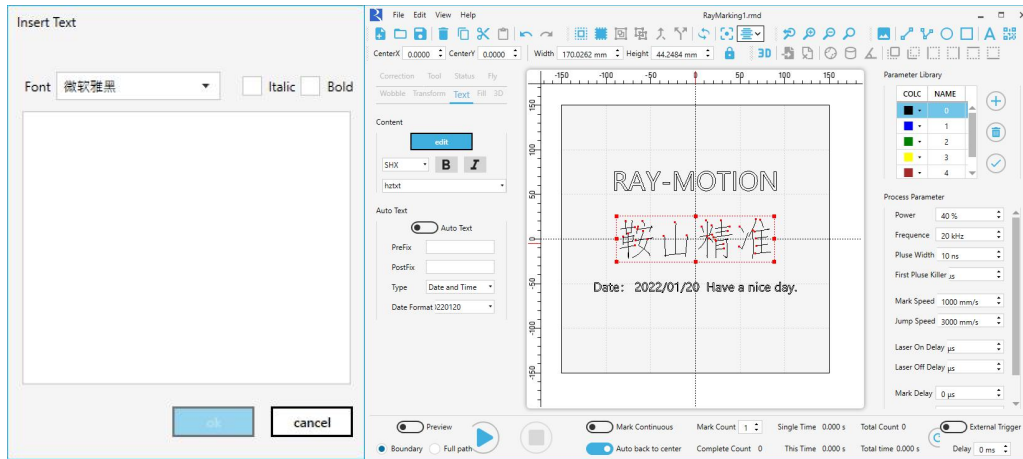 Insert Text
Font 微软雅黑 Italic Bold
ok cancel
File Edit View Help RayMarking1.rmd
CenterX 0.0000 CenterY 0.0000 Width 170.0262 mm Height 44.2484 mm 3D
Correction Tool Status Fly
Wobble Transform Text Fill 3D
Content
edit
SHX B I
hztxt
Auto Text
Auto Text
PreFix
PostFix
Type Date and Time
Date Format )220120
-150 -100 -50 0 50 100 150
150
100
50
0
-50
-100
-150
RAY-MOTION
鞍山精准
Date: 2022/01/20 Have a nice day.
Parameter Library
COLC NAME
0
1
2
3
4
Process Parameter
Power 40 %
Frequence 20 kHz
Pluse Width 10 ns
First Pluse Killer µs
Mark Speed 1000 mm/s
Jump Speed 3000 mm/s
Laser On Delay µs
Laser Off Delay µs
Mark Delay 0 µs
Preview Mark Continuous Mark Count 1 Single Time 0.000 s Total Count 0 External Trigger
Boundary Full path Auto back to center Complete Count 0 This Time 0.000 s Total time 0.000 s Delay 0 ms